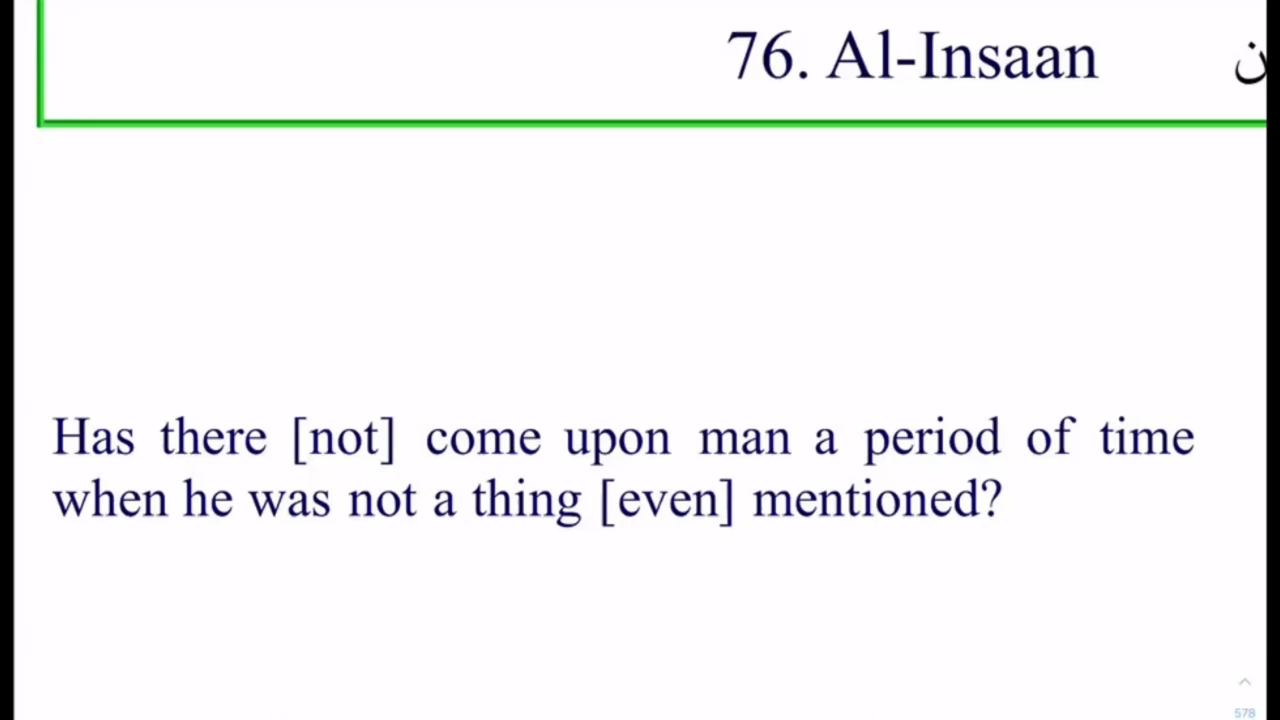 76. Al-Insaan
Has there [not] come upon man a period of time
when he was not a thing [even] mentioned?
578